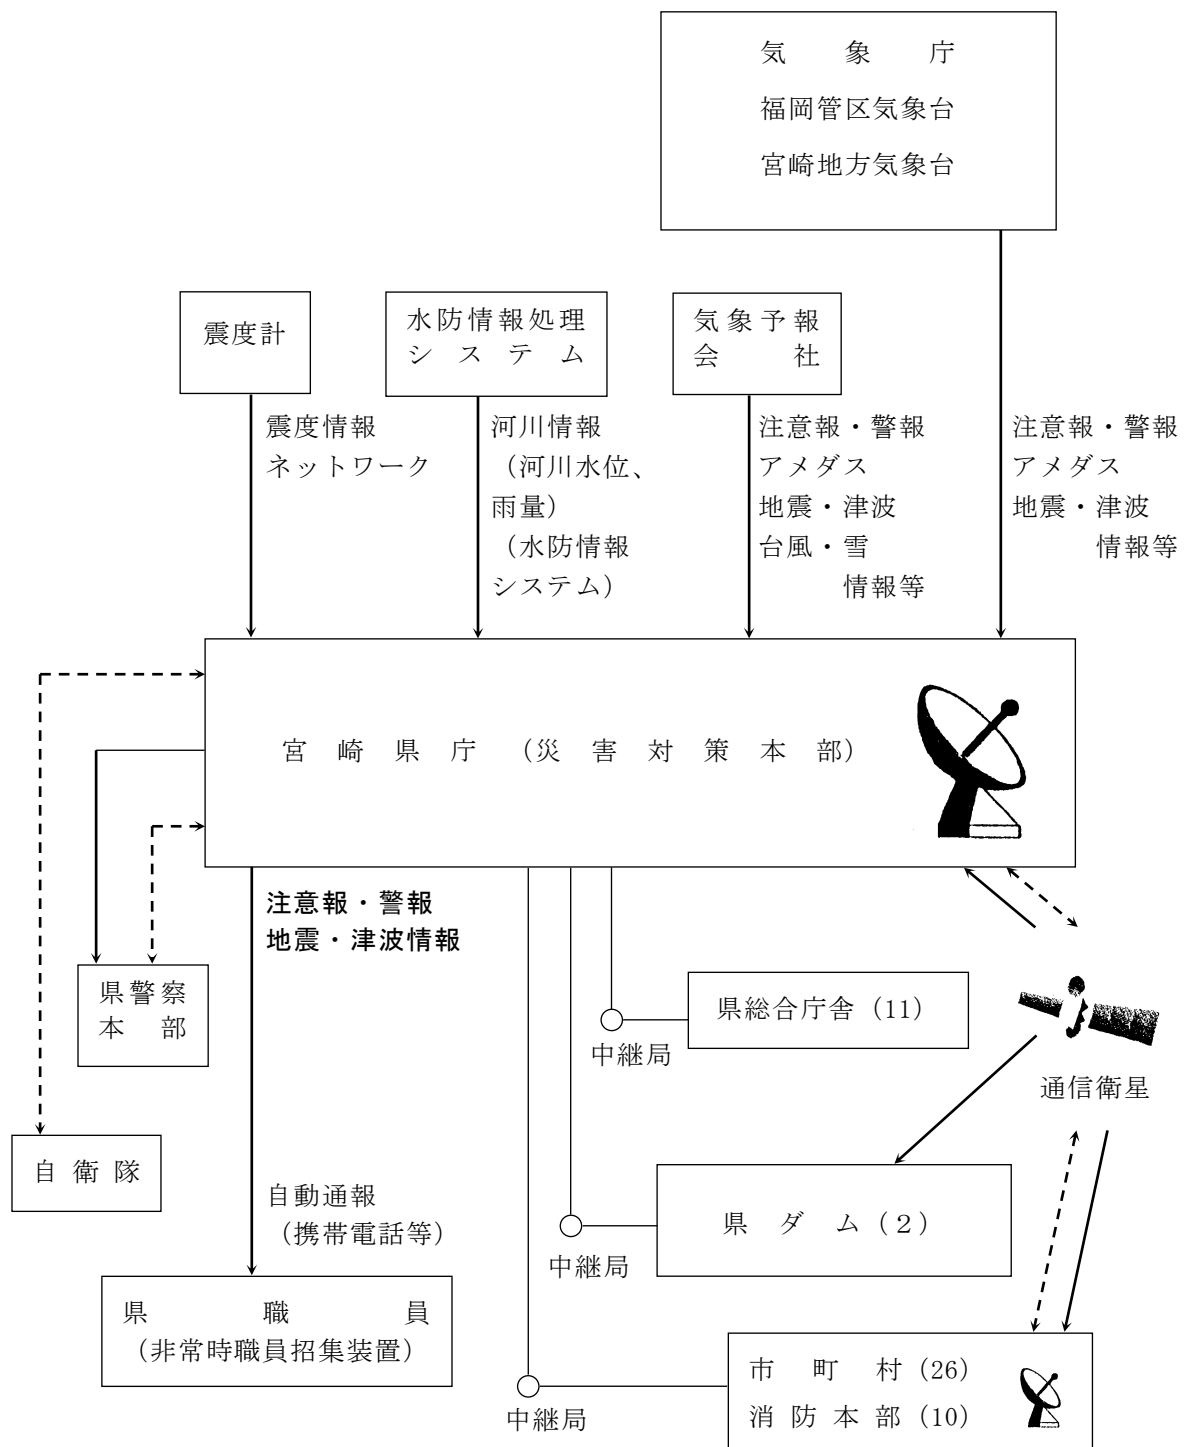 気象庁
福岡管区気象台
宮崎地方気象台
震度計
水防情報処理
システム
気象予報
会社
震度情報
ネットワーク
河川情報
（河川水位、
雨量）
（水防情報
システム）
注意報・警報
アメダス
地震・津波
台風・雪
情報等
注意報・警報
アメダス
地震・津波
情報等
宮崎県庁（災害対策本部）
注意報・警報
地震・津波情報
県警察
本部
県総合庁舎（11）
中継局
通信衛星
自衛隊
自動通報
（携帯電話等）
県ダム（２）
中継局
県職員
（非常時職員招集装置）
市町村（26）
消防本部（10）
中継局